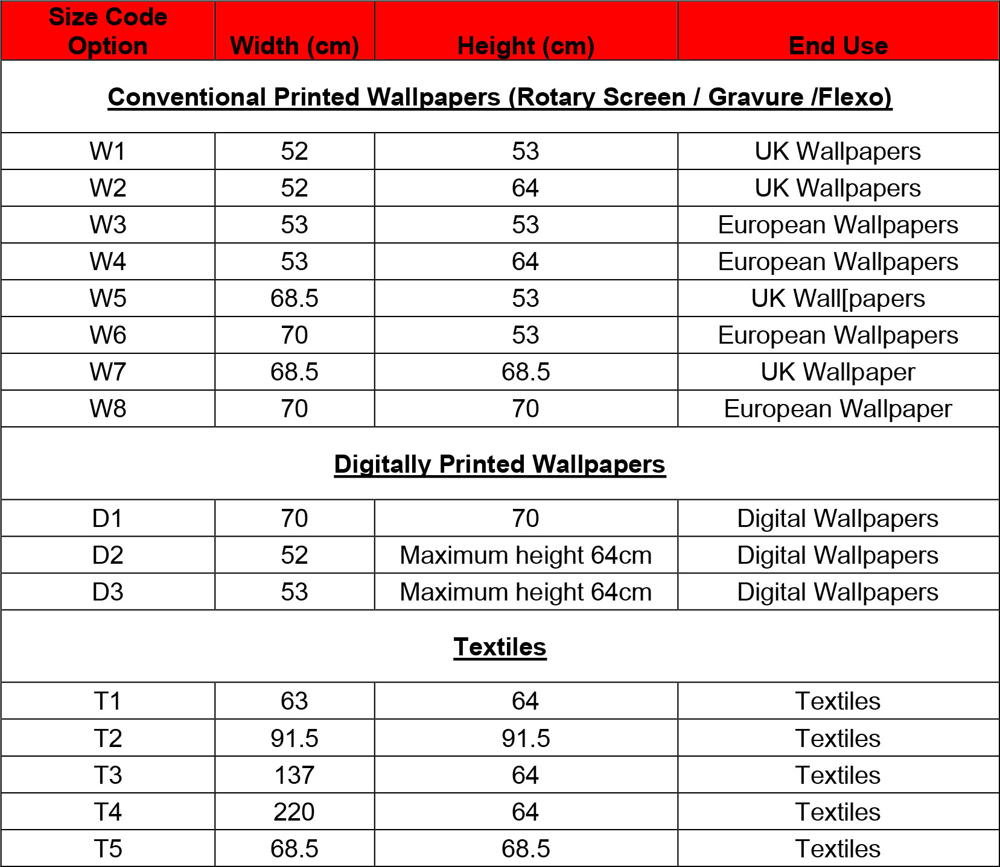 Size Code Option Width (cm) Height (cm) End Use
Conventional Printed Wallpapers (Rotary Screen / Gravure /Flexo)
W1 52 53 UK Wallpapers
W2 52 64 UK Wallpapers
W3 53 53 European Wallpapers
W4 53 64 European Wallpapers
W5 68.5 53 UK Wall[papers
W6 70 53 European Wallpapers
W7 68.5 68.5 UK Wallpaper
W8 70 70 European Wallpaper
Digitally Printed Wallpapers
D1 70 70 Digital Wallpapers
D2 52 Maximum height 64cm Digital Wallpapers
D3 53 Maximum height 64cm Digital Wallpapers
Textiles
T1 63 64 Textiles
T2 91.5 91.5 Textiles
T3 137 64 Textiles
T4 220 64 Textiles
T5 68.5 68.5 Textiles